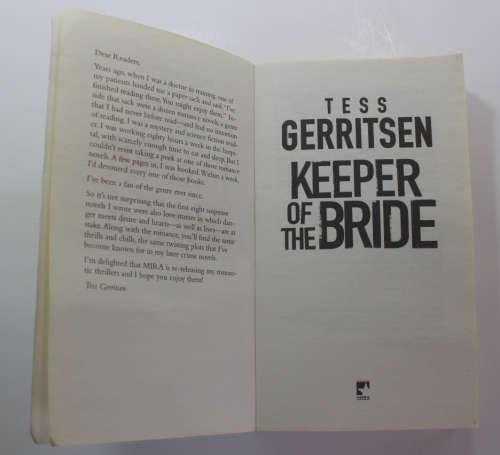 Dear Readers,
Years ago, when I was a doctor in training, one of
my patients handed me a paper sack and said, "I've
finished reading these. You might enjoy them." In-
side that sack were a dozen romance novels, a genre
that I had never before read—and had no intention
of reading. I was a mystery and science fiction read-
er. I was working eighty hours a week in the hospi-
tal, with scarcely enough time to eat and sleep. But I
couldn't resist taking a peek at one of those romance
novels. A few pages in, I was hooked. Within a week,
I'd devoured every one of those books.
I've been a fan of the genre ever since.
So it's not surprising that the first eight suspense
novels I wrote were also love stories in which dan-
ger meets desire and hearts—as well as lives—are at
stake. Along with the romance, you'll find the same
thrills and chills, the same twisting plots that I've
become known for in my later crime novels.
I'm delighted that MIRA is re-releasing my roman-
tic thrillers and I hope you enjoy them!
Tess Gerritsen
TESS
GERRITSEN
KEEPER
OF THE BRIDE
MIRA